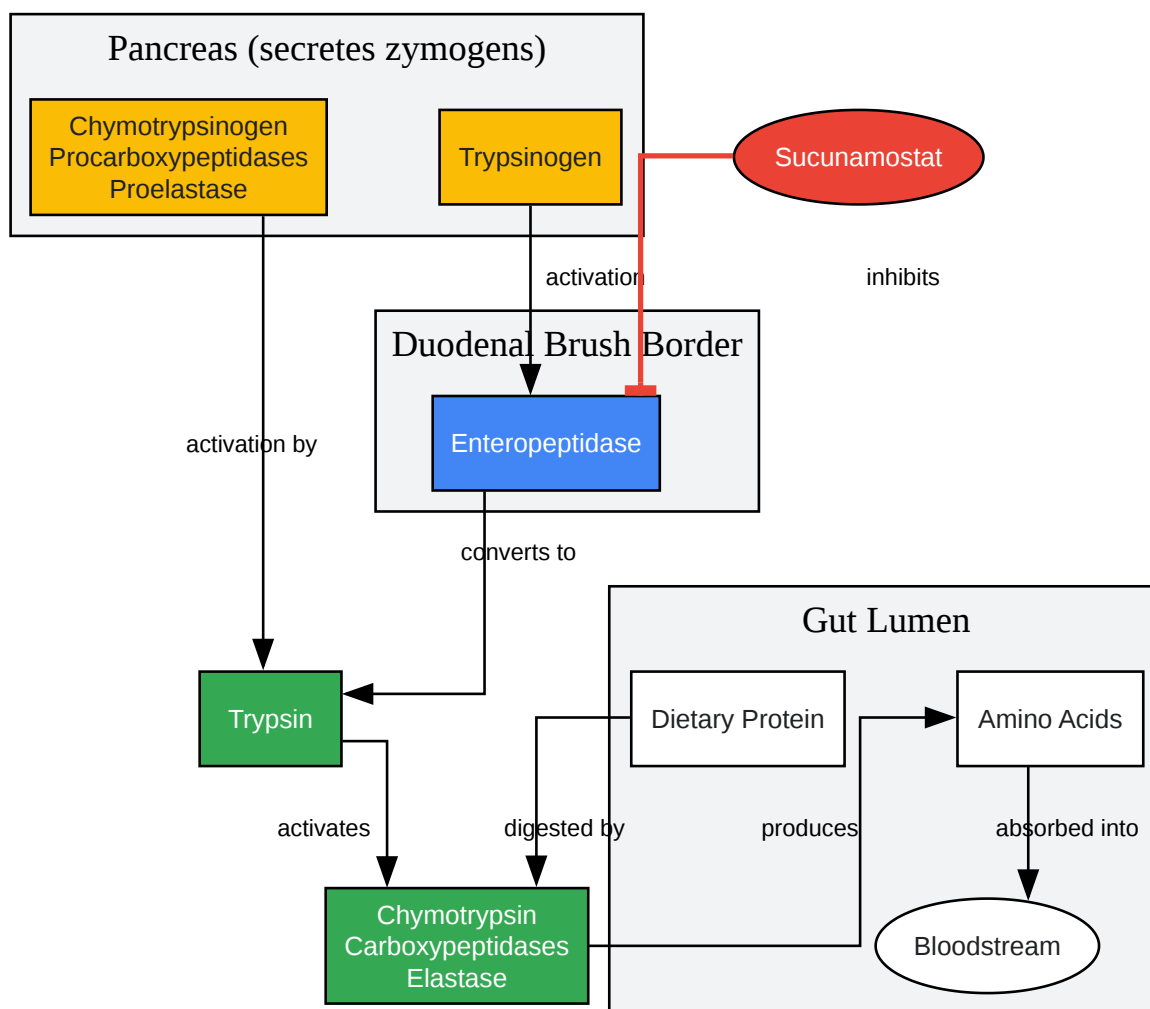 Pancreas (secretes zymogens)
Chymotrypsinogen
Procarboxypeptidases
Proelastase
Trypsinogen
Sucunamostat
activation
inhibits
Duodenal Brush Border
Enteropeptidase
activation by
converts to
Gut Lumen
Trypsin
Dietary Protein
Amino Acids
activates
digested by
produces
absorbed into
Chymotrypsin
Carboxypeptidases
Elastase
Bloodstream